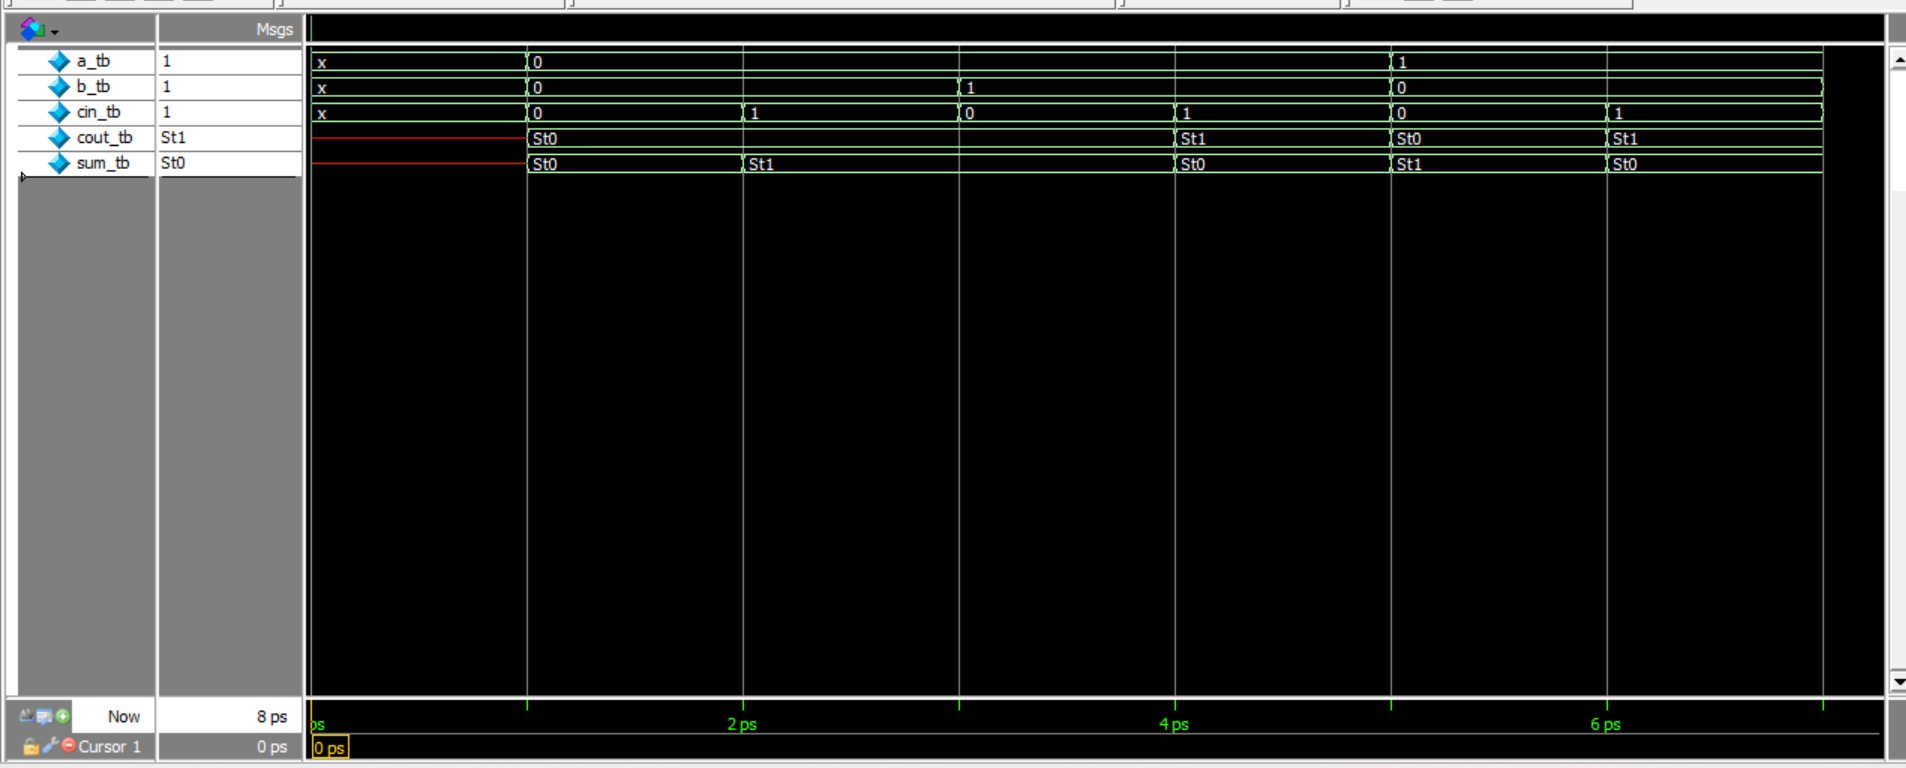 Msgs
a_tb 1 x 0 1
b_tb 1 x 0 1 0
cin_tb 1 x 0 1 0 1 0 1
cout_tb St1 St0 St1 St0 St1
sum_tb St0 St0 St1 St0 St1 St0
Now 8 ps ps 2 ps 4 ps 6 ps
Cursor 1 0 ps 0 ps